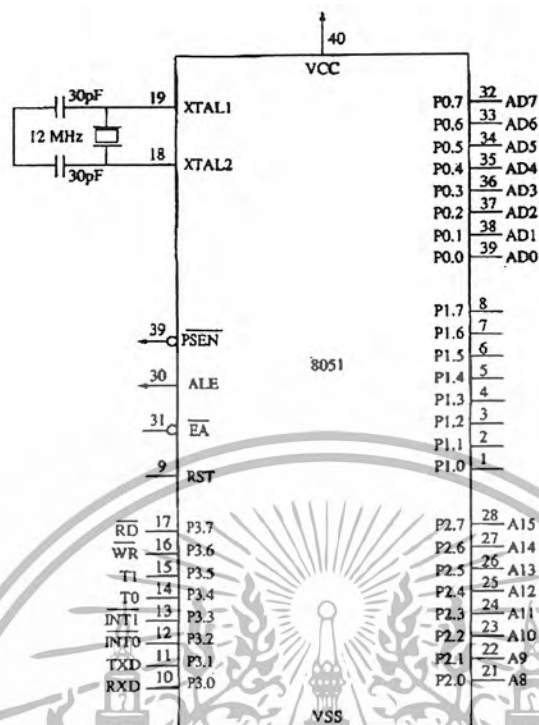 40
VCC
30pF
19 XTAL1
12 MHz
18 XTAL2
30pF
P0.7 32 AD7
P0.6 33 AD6
P0.5 34 AD5
P0.4 35 AD4
P0.3 36 AD3
P0.2 37 AD2
P0.1 38 AD1
P0.0 39 AD0
P1.7 8
P1.6 7
P1.5 6
P1.4 5
P1.3 4
P1.2 3
P1.1 2
P1.0 1
39 P̅S̅E̅N̅
8051
30 ALE
31 E̅A̅
9 RST
R̅D̅ 17 P3.7
W̅R̅ 16 P3.6
T1 15 P3.5
T0 14 P3.4
I̅N̅T̅1̅ 13 P3.3
I̅N̅T̅0̅ 12 P3.2
TXD 11 P3.1
RXD 10 P3.0
P2.7 28 A15
P2.6 27 A14
P2.5 26 A13
P2.4 25 A12
P2.3 24 A11
P2.2 23 A10
P2.1 22 A9
P2.0 21 A8
VSS